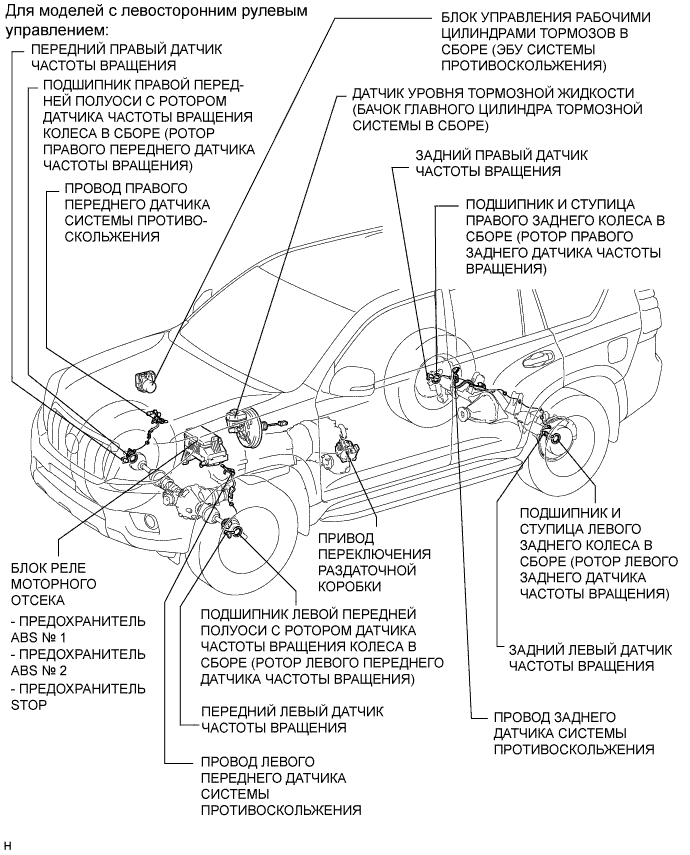 Для моделей с левосторонним рулевым
управлением:
ПЕРЕДНИЙ ПРАВЫЙ ДАТЧИК
ЧАСТОТЫ ВРАЩЕНИЯ
ПОДШИПНИК ПРАВОЙ ПЕРЕД-
НЕЙ ПОЛУОСИ С РОТОРОМ
ДАТЧИКА ЧАСТОТЫ ВРАЩЕНИЯ
КОЛЕСА В СБОРЕ (РОТОР
ПРАВОГО ПЕРЕДНЕГО ДАТЧИКА
ЧАСТОТЫ ВРАЩЕНИЯ)
ПРОВОД ПРАВОГО
ПЕРЕДНЕГО ДАТЧИКА
СИСТЕМЫ ПРОТИВО-
СКОЛЬЖЕНИЯ
БЛОК УПРАВЛЕНИЯ РАБОЧИМИ
ЦИЛИНДРАМИ ТОРМОЗОВ В
СБОРЕ (ЭБУ СИСТЕМЫ
ПРОТИВОСКОЛЬЖЕНИЯ)
ДАТЧИК УРОВНЯ ТОРМОЗНОЙ ЖИДКОСТИ
(БАЧОК ГЛАВНОГО ЦИЛИНДРА ТОРМОЗНОЙ
СИСТЕМЫ В СБОРЕ)
ЗАДНИЙ ПРАВЫЙ ДАТЧИК
ЧАСТОТЫ ВРАЩЕНИЯ
ПОДШИПНИК И СТУПИЦА
ПРАВОГО ЗАДНЕГО КОЛЕСА В
СБОРЕ (РОТОР ПРАВОГО
ЗАДНЕГО ДАТЧИКА ЧАСТОТЫ
ВРАЩЕНИЯ)
БЛОК РЕЛЕ
МОТОРНОГО
ОТСЕКА
- ПРЕДОХРАНИТЕЛЬ
ABS № 1
- ПРЕДОХРАНИТЕЛЬ
ABS № 2
- ПРЕДОХРАНИТЕЛЬ
STOP
ПРИВОД
ПЕРЕКЛЮЧЕНИЯ
РАЗДАТОЧНОЙ
КОРОБКИ
ПОДШИПНИК И
СТУПИЦА ЛЕВОГО
ЗАДНЕГО КОЛЕСА В
СБОРЕ (РОТОР ЛЕВОГО
ЗАДНЕГО ДАТЧИКА
ЧАСТОТЫ ВРАЩЕНИЯ)
ПОДШИПНИК ЛЕВОЙ ПЕРЕДНЕЙ
ПОЛУОСИ С РОТОРОМ ДАТЧИКА
ЧАСТОТЫ ВРАЩЕНИЯ КОЛЕСА В
СБОРЕ (РОТОР ЛЕВОГО ПЕРЕДНЕГО
ДАТЧИКА ЧАСТОТЫ ВРАЩЕНИЯ)
ЗАДНИЙ ЛЕВЫЙ ДАТЧИК
ЧАСТОТЫ ВРАЩЕНИЯ
ПЕРЕДНИЙ ЛЕВЫЙ ДАТЧИК
ЧАСТОТЫ ВРАЩЕНИЯ
ПРОВОД ЗАДНЕГО
ДАТЧИКА СИСТЕМЫ
ПРОТИВОСКОЛЬЖЕНИЯ
ПРОВОД ЛЕВОГО
ПЕРЕДНЕГО ДАТЧИКА
СИСТЕМЫ
ПРОТИВОСКОЛЬЖЕНИЯ
H